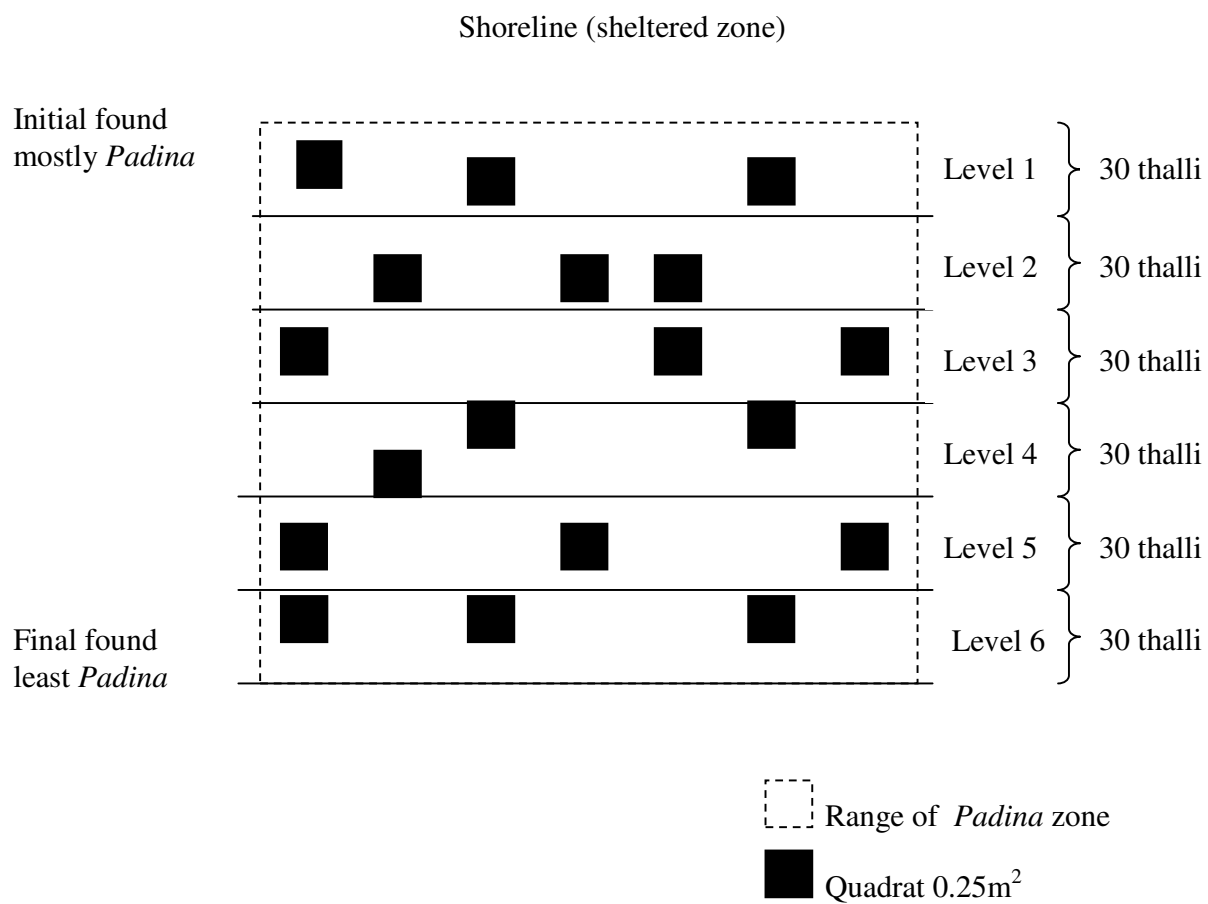 Shoreline (sheltered zone)
Initial found
mostly Padina
Level 1 30 thalli
Level 2 30 thalli
Level 3 30 thalli
Level 4 30 thalli
Level 5 30 thalli
Level 6 30 thalli
Final found
least Padina
Range of Padina zone
Quadrat 0.25m²